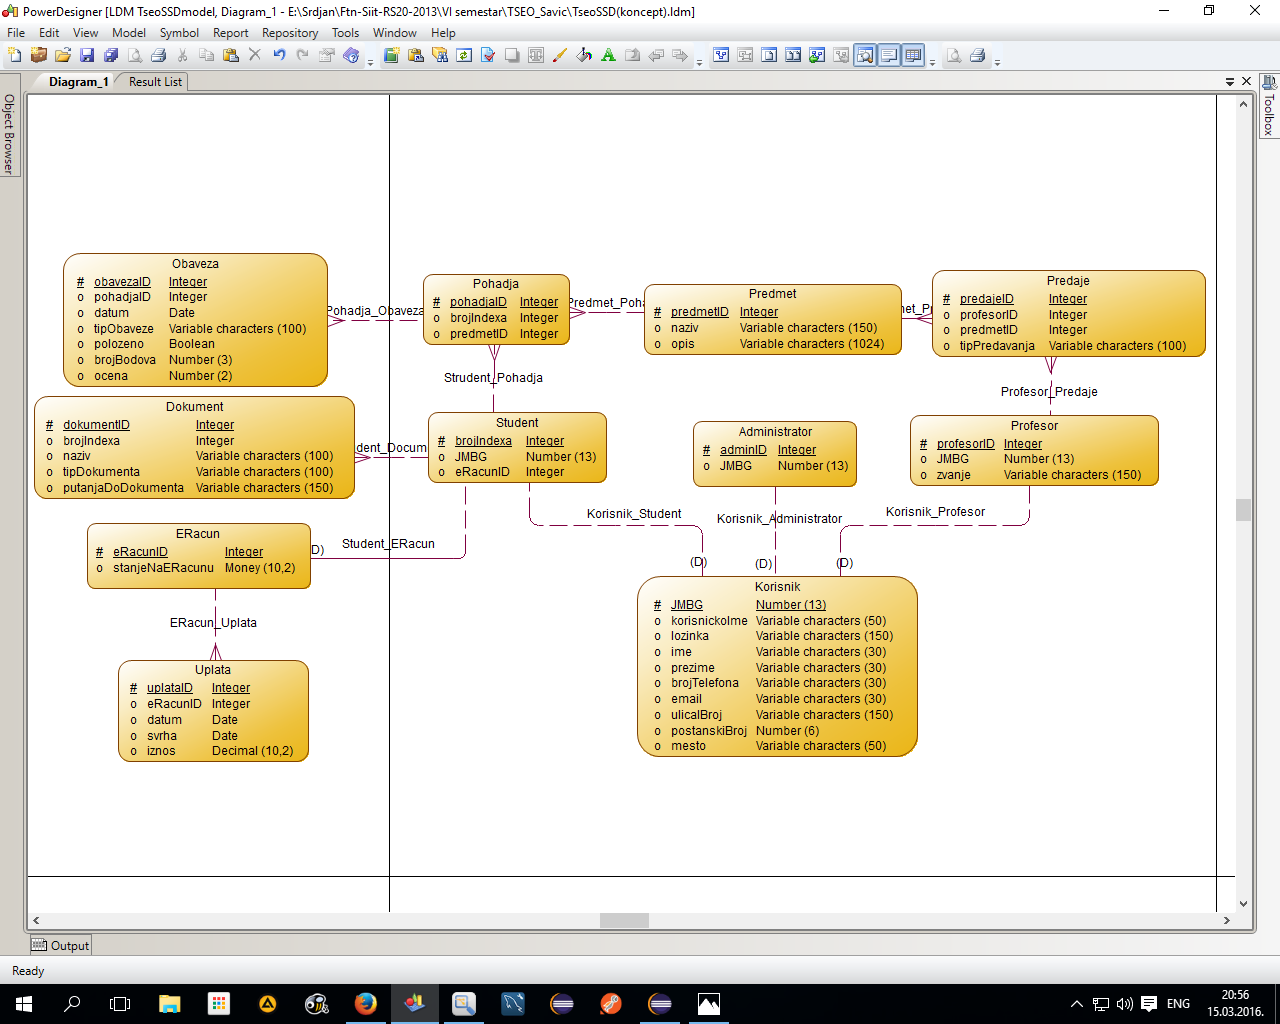 PowerDesigner [LDM TseoSSDmodel, Diagram_1 - E:\Srdjan\Ftn-Siit-RS20-2013\VI semestar\TSEO_Savic\TseoSSD(koncept).ldm]
File Edit View Model Symbol Report Repository Tools Window Help
Diagram_1 Result List
Object Browser
Toolbox
Obaveza
# obavezaID Integer
o pohadjaID Integer
o datum Date
o tipObaveze Variable characters (100)
o polozeno Boolean
o brojBodova Number (3)
o ocena Number (2)
Pohadja_Obaveza
Pohadja
# pohadjaID Integer
o brojIndexa Integer
o predmetID Integer
Predmet_Poha
Predmet
# predmetID Integer
o naziv Variable characters (150)
o opis Variable characters (1024)
Predaje
# predajeID Integer
o profesorID Integer
o predmetID Integer
o tipPredavanja Variable characters (100)
Strudent_Pohadja
Profesor_Predaje
Dokument
# dokumentID Integer
o brojIndexa Integer
o naziv Variable characters (100)
o tipDokumenta Variable characters (100)
o putanjaDoDokumenta Variable characters (150)
dent_Docum
Student
# brojIndexa Integer
o JMBG Number (13)
o eRacunID Integer
Administrator
# adminID Integer
o JMBG Number (13)
Profesor
# profesorID Integer
o JMBG Number (13)
o zvanje Variable characters (150)
Korisnik_Student
Korisnik_Administrator
Korisnik_Profesor
ERacun
# eRacunID Integer
o stanjeNaERacunu Money (10,2)
D)
Student_ERacun
(D)
(D)
(D)
ERacun_Uplata
Uplata
# uplataID Integer
o eRacunID Integer
o datum Date
o svrha Date
o iznos Decimal (10,2)
Korisnik
# JMBG Number (13)
o korisnickoIme Variable characters (50)
o lozinka Variable characters (150)
o ime Variable characters (30)
o prezime Variable characters (30)
o brojTelefona Variable characters (30)
o email Variable characters (30)
o ulicaIBroj Variable characters (150)
o postanskiBroj Number (6)
o mesto Variable characters (50)
Output
Ready
ENG
20:56
15.03.2016.